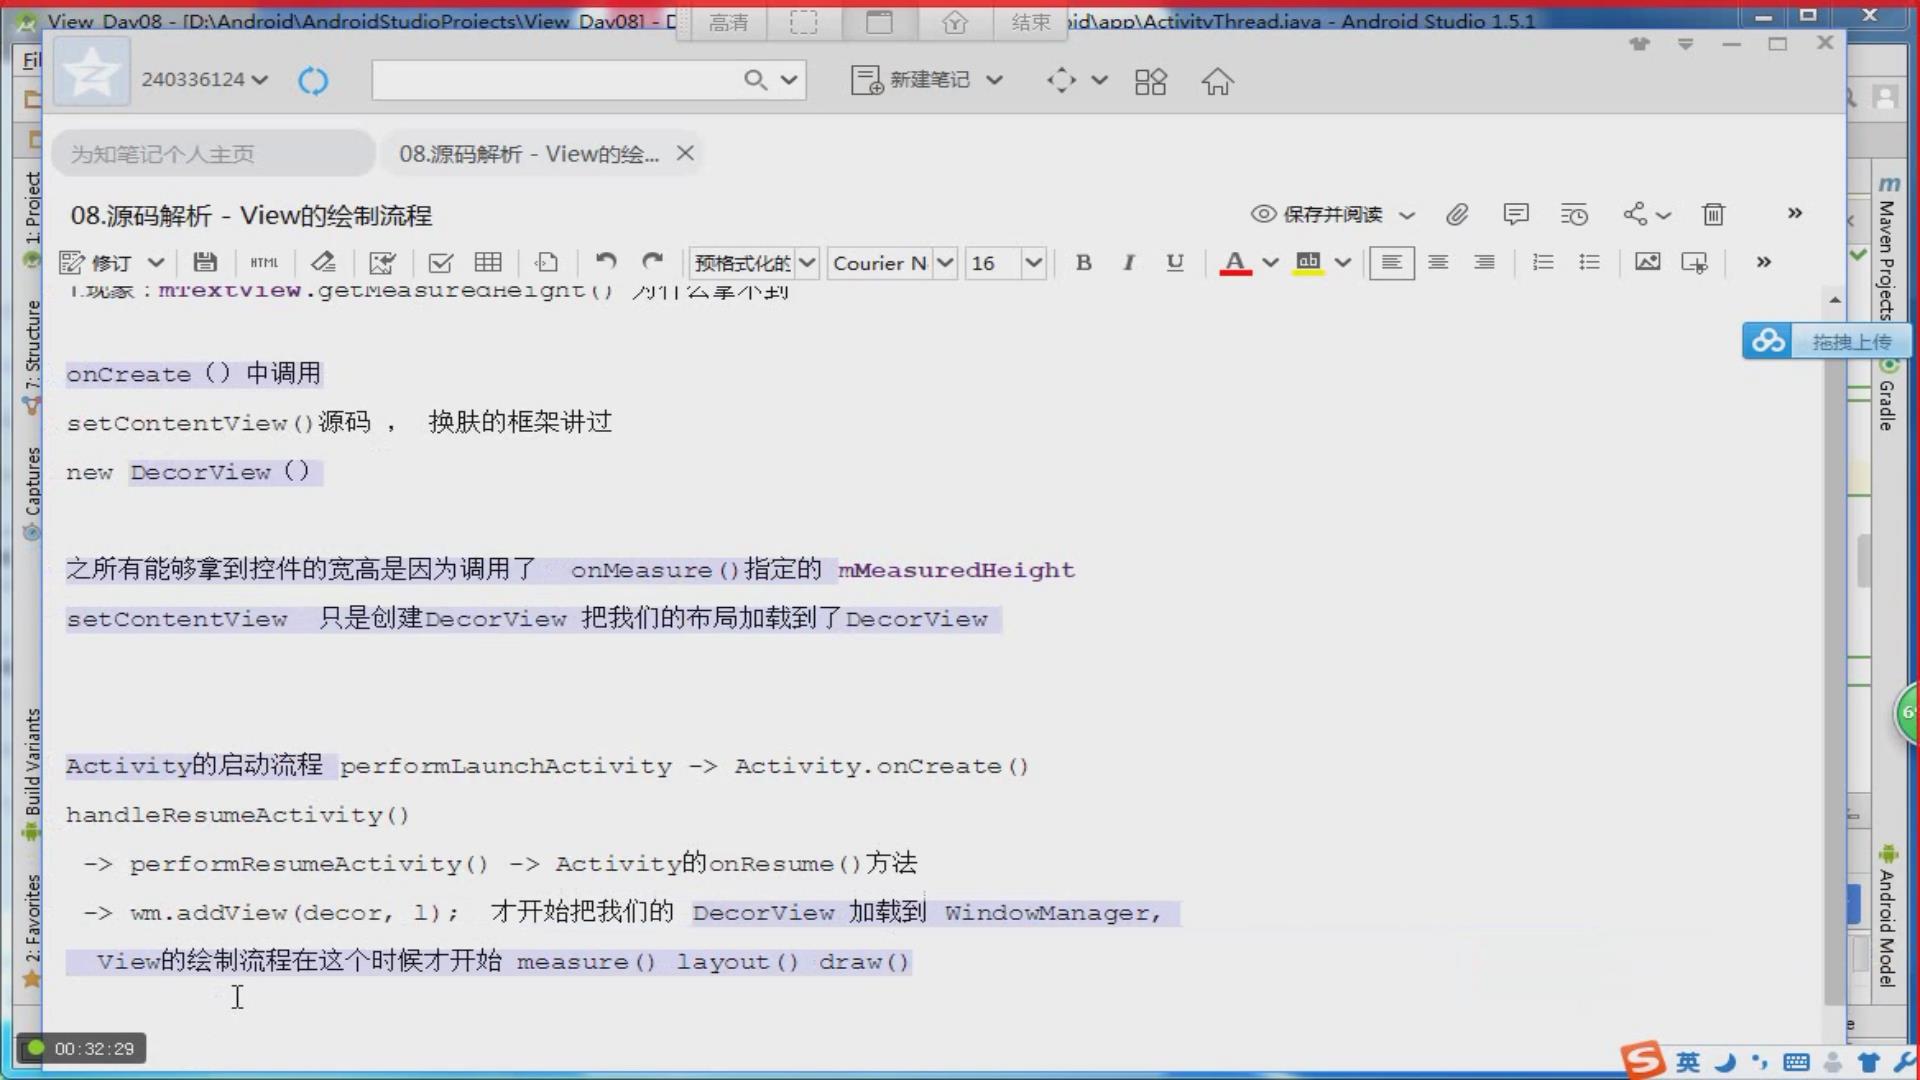 View_Day08 - [D:\Android\AndroidStudioProjects\View_Day08] - 
高清
结束
id\app\ActivityThread.java - Android Studio 1.5.1
240336124
新建笔记
为知笔记个人主页
08.源码解析 - View的绘...
08.源码解析 - View的绘制流程
保存并阅读
修订
HTML
预格式化的
Courier N
16
B
I
U
A
ab
1.现象：mTextView.getMeasuredHeight() 为什么拿不到
onCreate（）中调用
setContentView()源码 ， 换肤的框架讲过
new DecorView（）
之所有能够拿到控件的宽高是因为调用了 onMeasure()指定的 mMeasuredHeight
setContentView 只是创建DecorView 把我们的布局加载到了DecorView
Activity的启动流程 performLaunchActivity -> Activity.onCreate()
handleResumeActivity()
-> performResumeActivity() -> Activity的onResume()方法
-> wm.addView(decor, l); 才开始把我们的 DecorView 加载到 WindowManager,
View的绘制流程在这个时候才开始 measure() layout() draw()
1: Project
7: Structure
Captures
Build Variants
2: Favorites
m
Maven Projects
拖拽上传
Gradle
Android Model
00:32:29
英